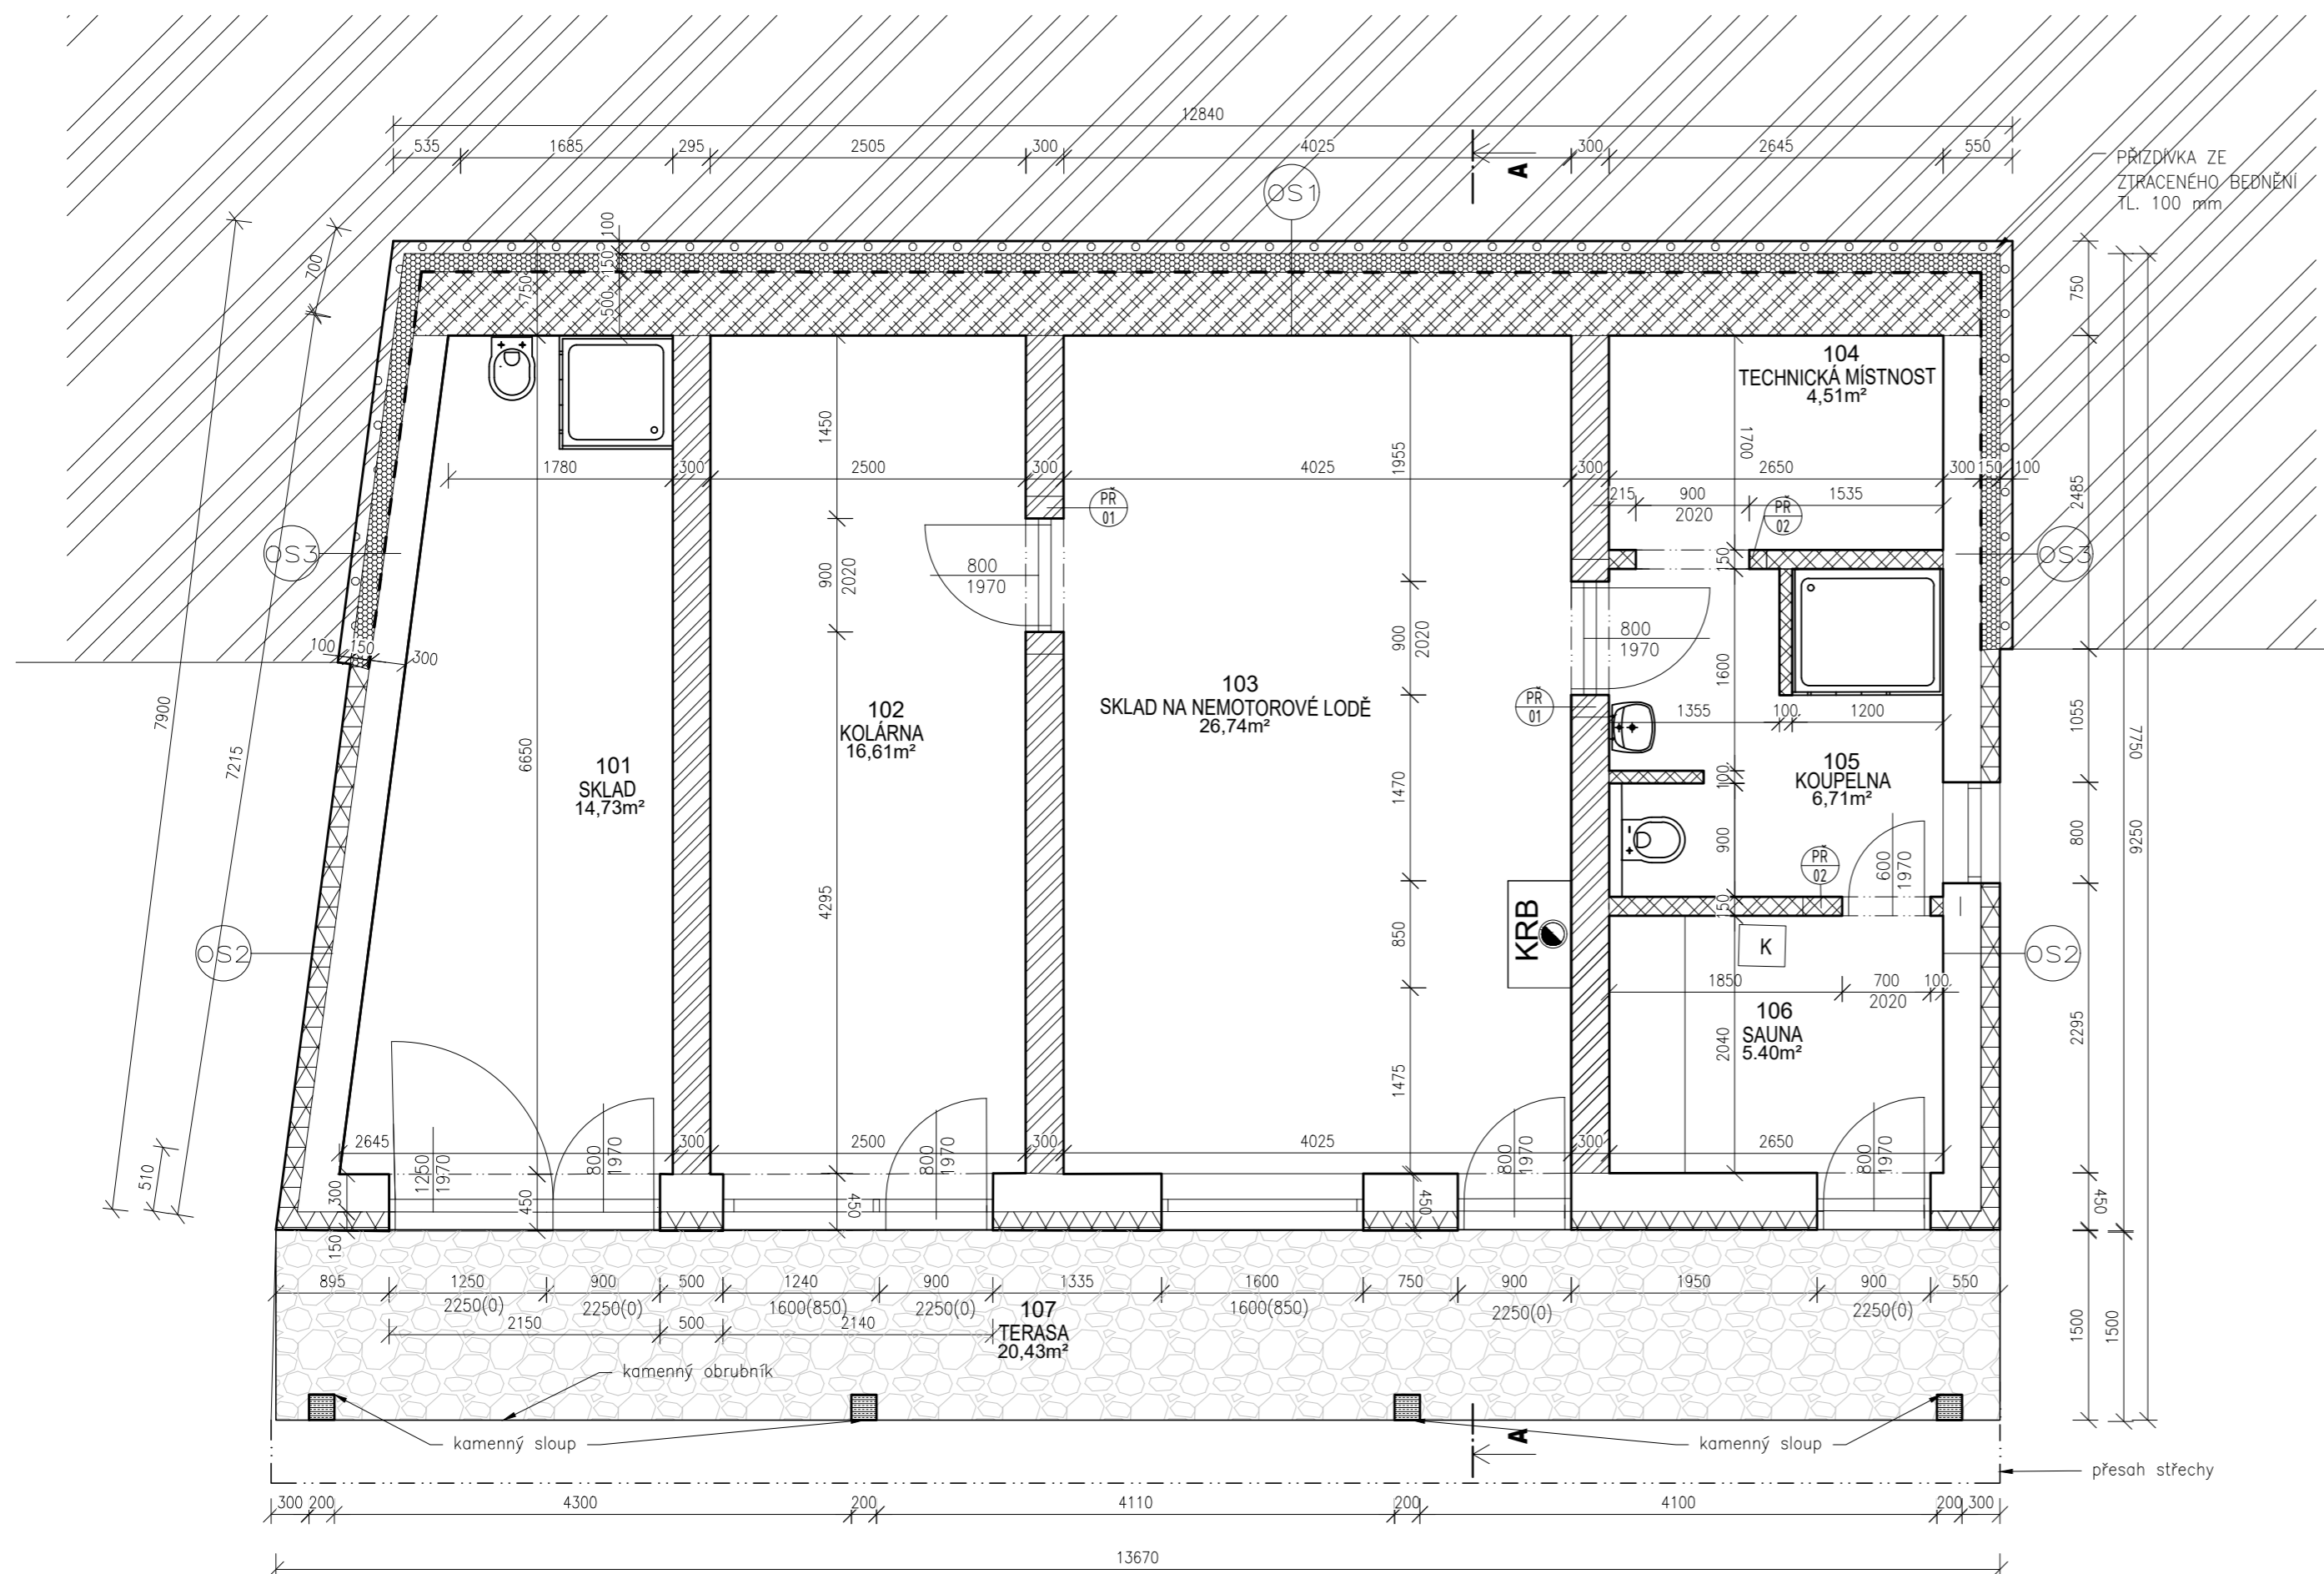 12840
535 1685 295 2505 300 4025 300 2645 550
A
PŘIZDÍVKA ZE
ZTRACENÉHO BEDNĚNÍ
TL. 100 mm
OS1
100
150
750
500
700
750
104
TECHNICKÁ MÍSTNOST
4,51m²
1450
1955
1700
1780 300 2500 300 4025 300 2650 300 150 100
2485
PŘ
01
215 900 1535
2020
PŘ
02
OS3
OS3
900
2020
800
1970
150
900
2020
800
1970
1600
100 150 300
7900
7215
102
KOLÁRNA
16,61m²
103
SKLAD NA NEMOTOROVÉ LODĚ
26,74m²
PŘ
01
1355 100 1200
1055
7750
9250
6650
101
SKLAD
14,73m²
1470
100
105
KOUPELNA
6,71m²
900
800
PŘ
02
600
1970
4295
850
KRB
150
K
OS2
OS2
1850 700 100
2020
106
SAUNA
5.40m²
2040
2295
1475
2645 300 2500 300 4025 300 2650
1250
1970
800
1970
800
1970
800
1970
800
1970
510
300
150
450
450
450
450
895 1250 900 500 1240 900 1335 1600 750 900 1950 900 550
2250(0) 2250(0) 1600(850) 2250(0) 1600(850) 2250(0) 2250(0)
2150 500 2140
107
TERASA
20,43m²
1500
1500
kamenný obrubník
kamenný sloup
kamenný sloup
A
přesah střechy
300 200 4300 200 4110 200 4100 200 300
13670